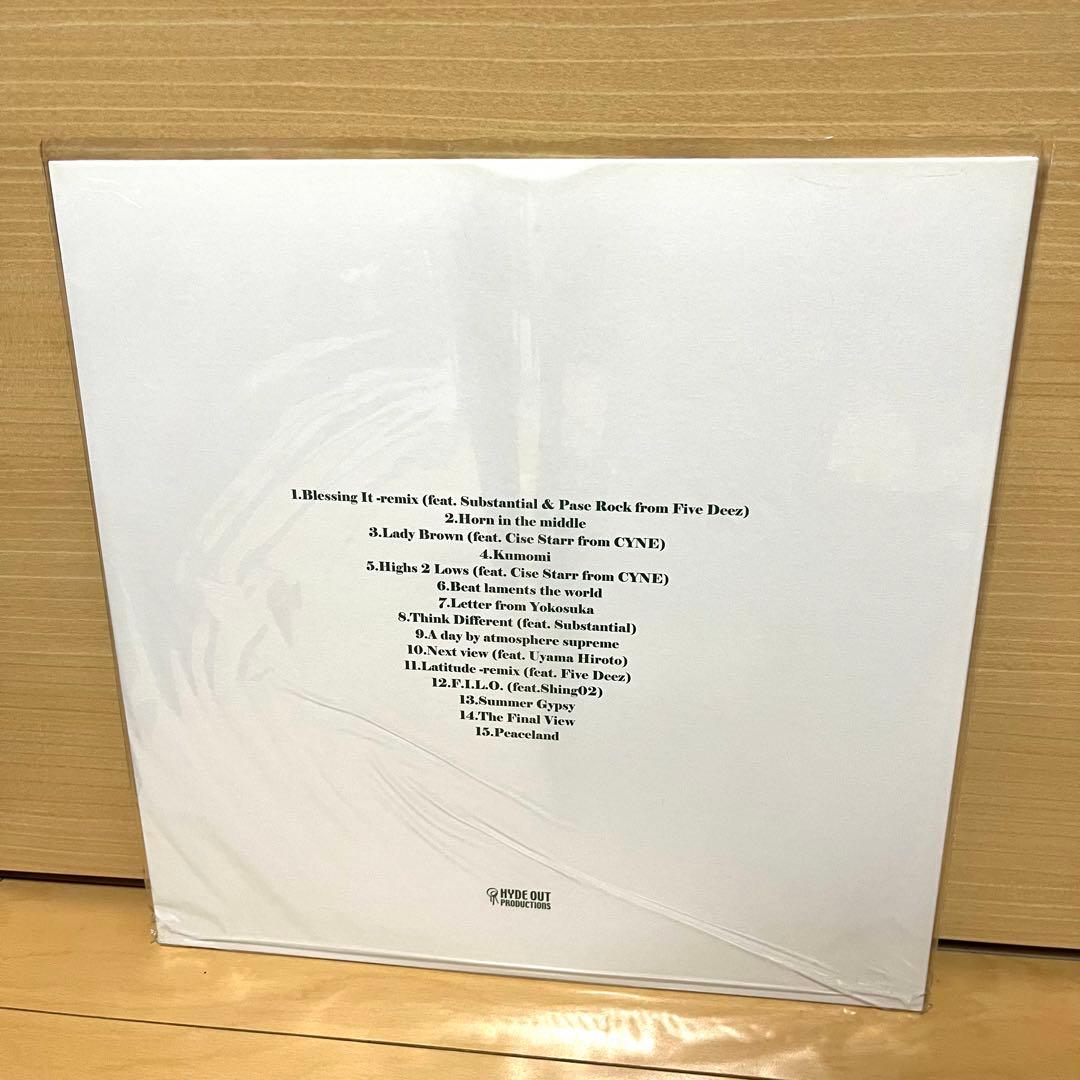 1.Blessing It -remix (feat. Substantial & Pase Rock from Five Deez)
2.Horn in the middle
3.Lady Brown (feat. Cise Starr from CYNE)
4.Kumomi
5.Highs 2 Lows (feat. Cise Starr from CYNE)
6.Beat laments the world
7.Letter from Yokosuka
8.Think Different (feat. Substantial)
9.A day by atmosphere supreme
10.Next view (feat. Uyama Hiroto)
11.Latitude -remix (feat. Five Deez)
12.F.I.L.O. (feat.Shing02)
13.Summer Gypsy
14.The Final View
15.Peaceland
HYDE OUT
PRODUCTIONS